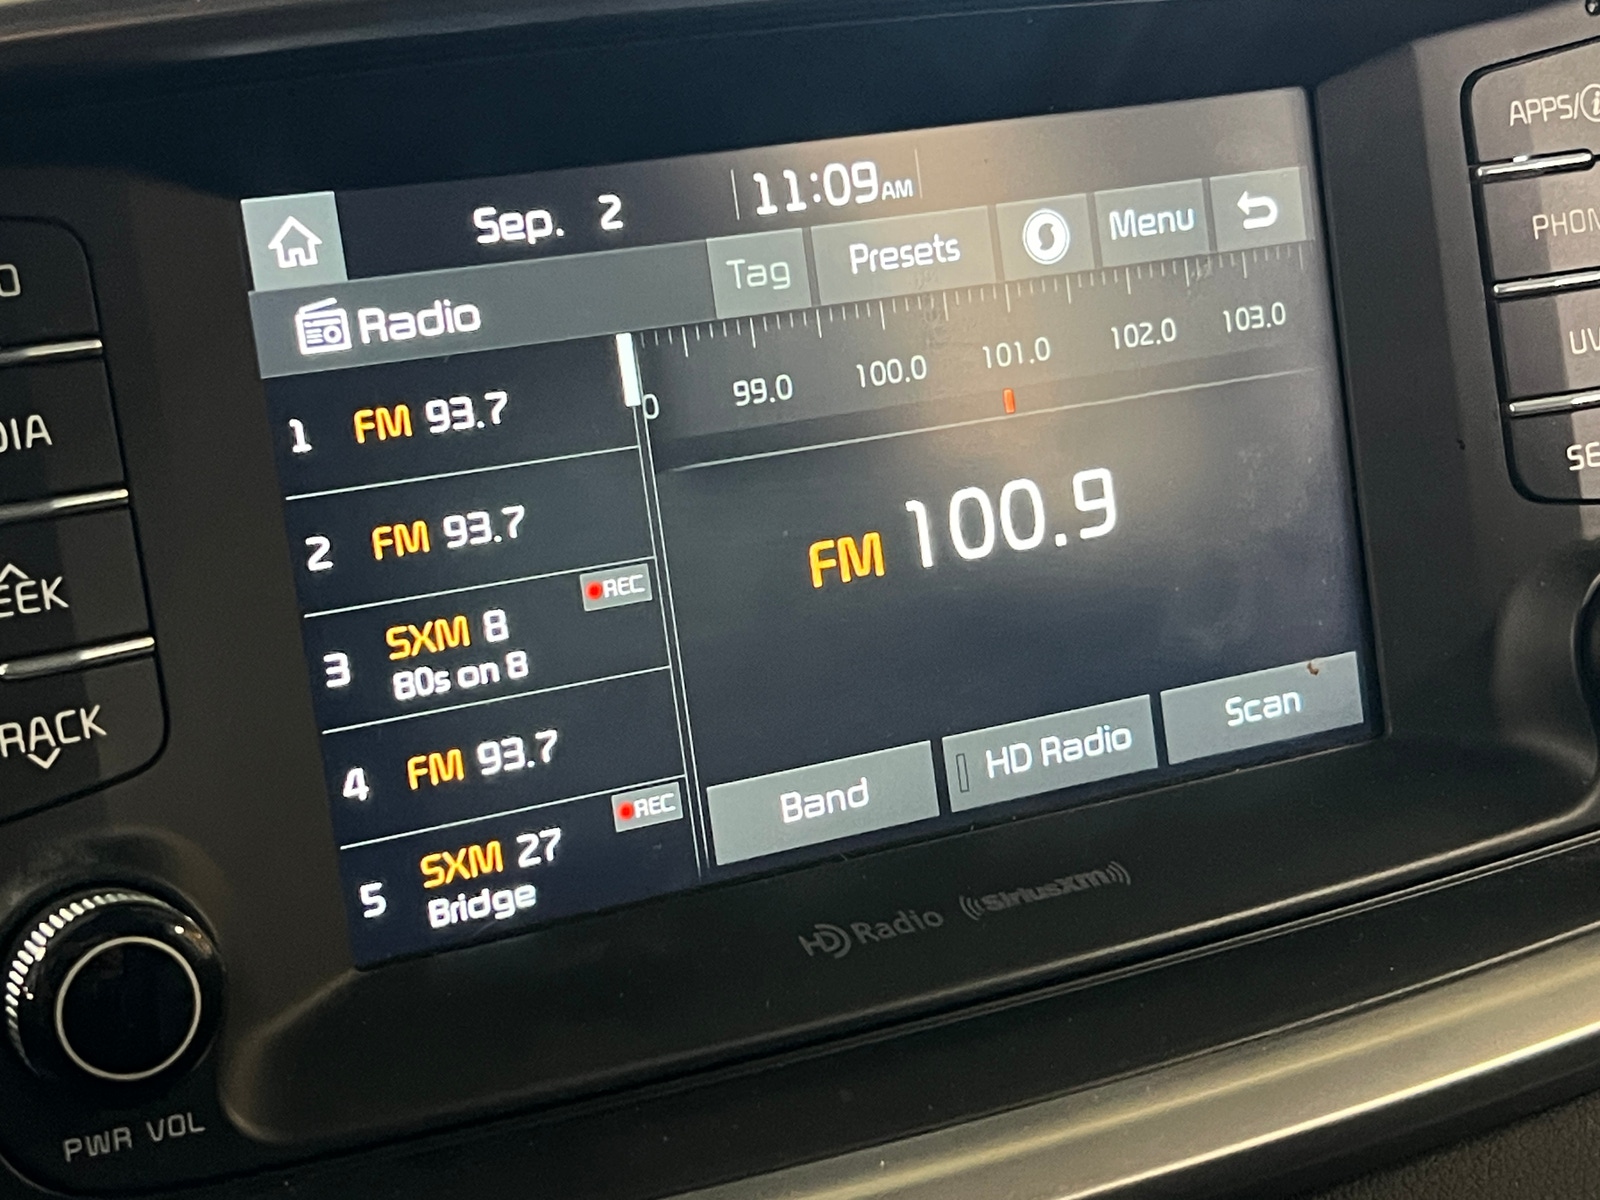 Sep. 2
11:09AM
Radio
Tag
Presets
Menu
99.0 100.0 101.0 102.0 103.0
1 FM 93.7
2 FM 93.7
3 SXM 8
REC
80s on 8
4 FM 93.7
5 SXM 27
REC
Bridge
FM 100.9
Band
HD Radio
Scan
HD Radio
((SiriusXM))
PWR VOL
DIA
EEK
RACK
APPS/i
PHON
UV
SE